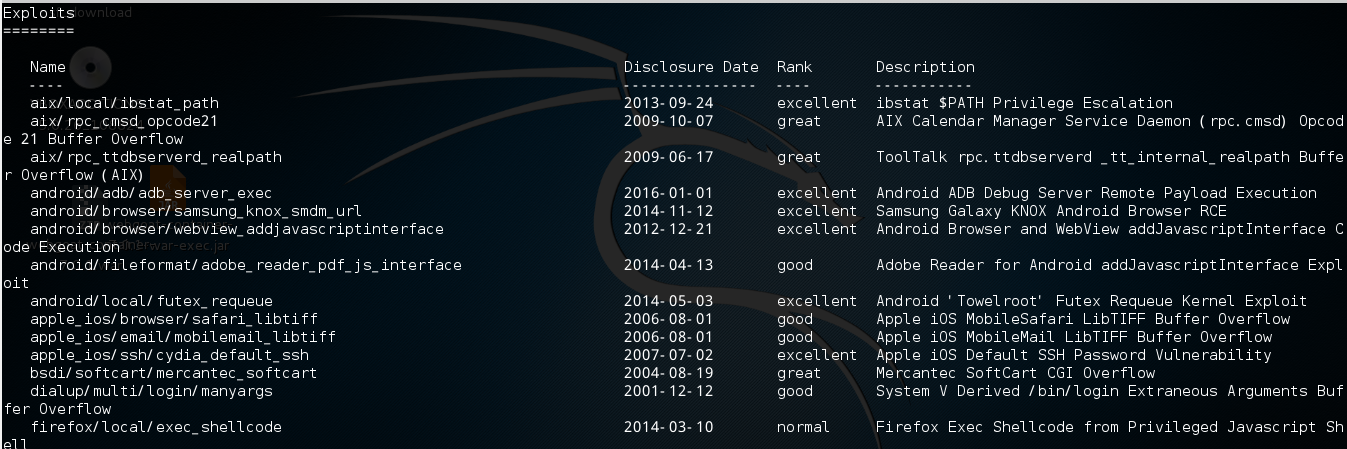 Exploits
========
Name Disclosure Date Rank Description
---- --------------- ---- -----------
aix/local/ibstat_path 2013-09-24 excellent ibstat $PATH Privilege Escalation
aix/rpc_cmsd_opcode21 2009-10-07 great AIX Calendar Manager Service Daemon (rpc.cmsd) Opcod
e 21 Buffer Overflow
aix/rpc_ttdbserverd_realpath 2009-06-17 great ToolTalk rpc.ttdbserverd _tt_internal_realpath Buffe
r Overflow (AIX)
android/adb/adb_server_exec 2016-01-01 excellent Android ADB Debug Server Remote Payload Execution
android/browser/samsung_knox_smdm_url 2014-11-12 excellent Samsung Galaxy KNOX Android Browser RCE
android/browser/webview_addjavascriptinterface 2012-12-21 excellent Android Browser and WebView addJavascriptInterface C
ode Execution
android/fileformat/adobe_reader_pdf_js_interface 2014-04-13 good Adobe Reader for Android addJavascriptInterface Expl
oit
android/local/futex_requeue 2014-05-03 excellent Android 'Towelroot' Futex Requeue Kernel Exploit
apple_ios/browser/safari_libtiff 2006-08-01 good Apple iOS MobileSafari LibTIFF Buffer Overflow
apple_ios/email/mobilemail_libtiff 2006-08-01 good Apple iOS MobileMail LibTIFF Buffer Overflow
apple_ios/ssh/cydia_default_ssh 2007-07-02 excellent Apple iOS Default SSH Password Vulnerability
bsdi/softcart/mercantec_softcart 2004-08-19 great Mercantec SoftCart CGI Overflow
dialup/multi/login/manyargs 2001-12-12 good System V Derived /bin/login Extraneous Arguments Buf
fer Overflow
firefox/local/exec_shellcode 2014-03-10 normal Firefox Exec Shellcode from Privileged Javascript Sh
ell